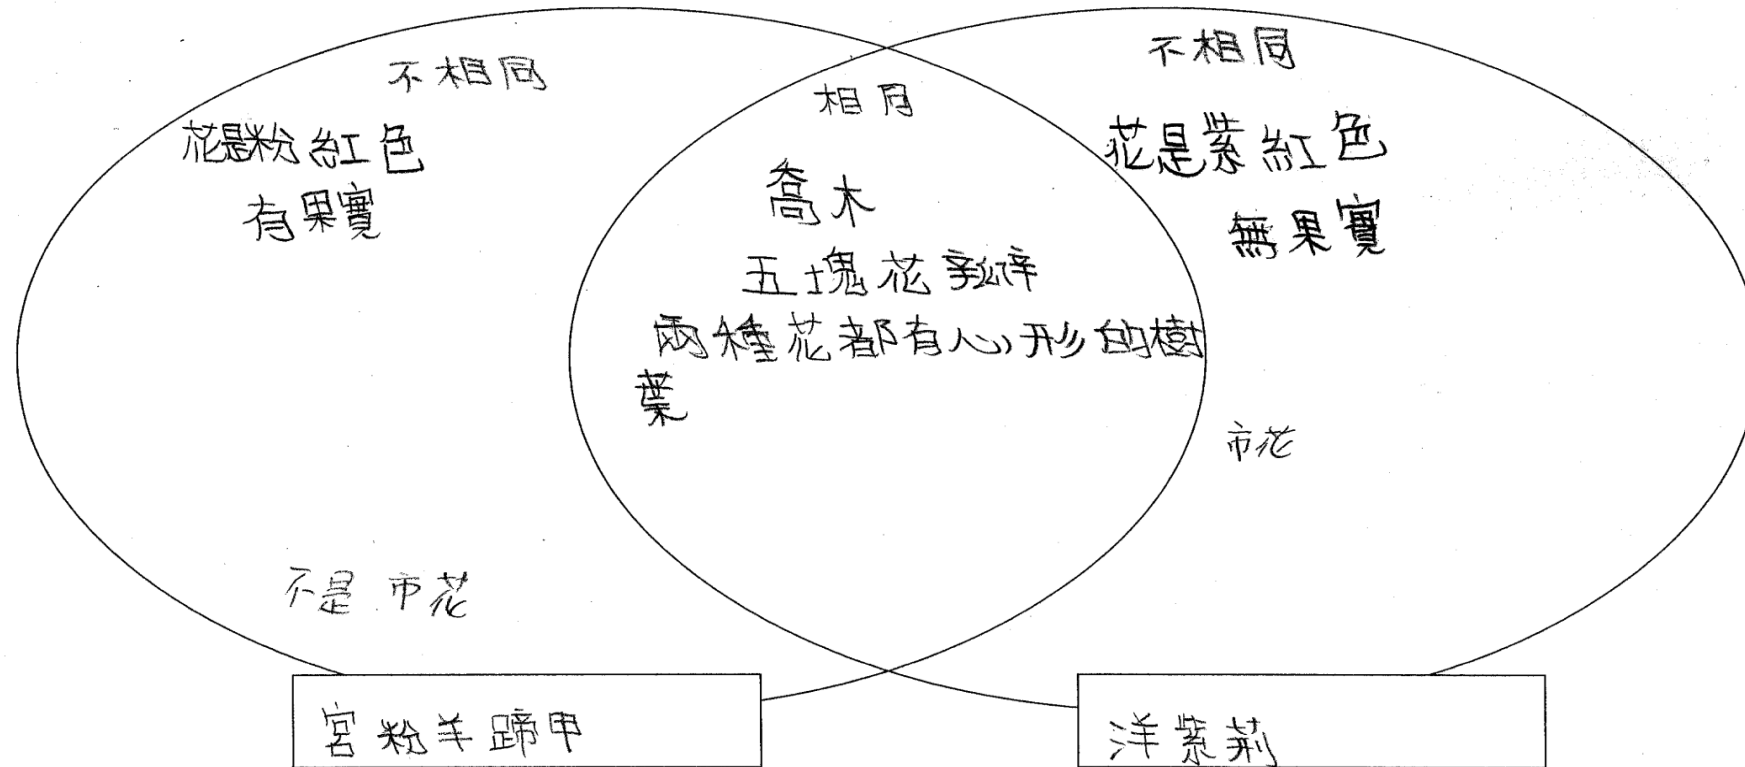 不相同
花是粉紅色
有果實
不是市花
相同
喬木
五塊花瓣
兩種花都有心形的樹
葉
不相同
花是紫紅色
無果實
市花
宮粉羊蹄甲
洋紫荊